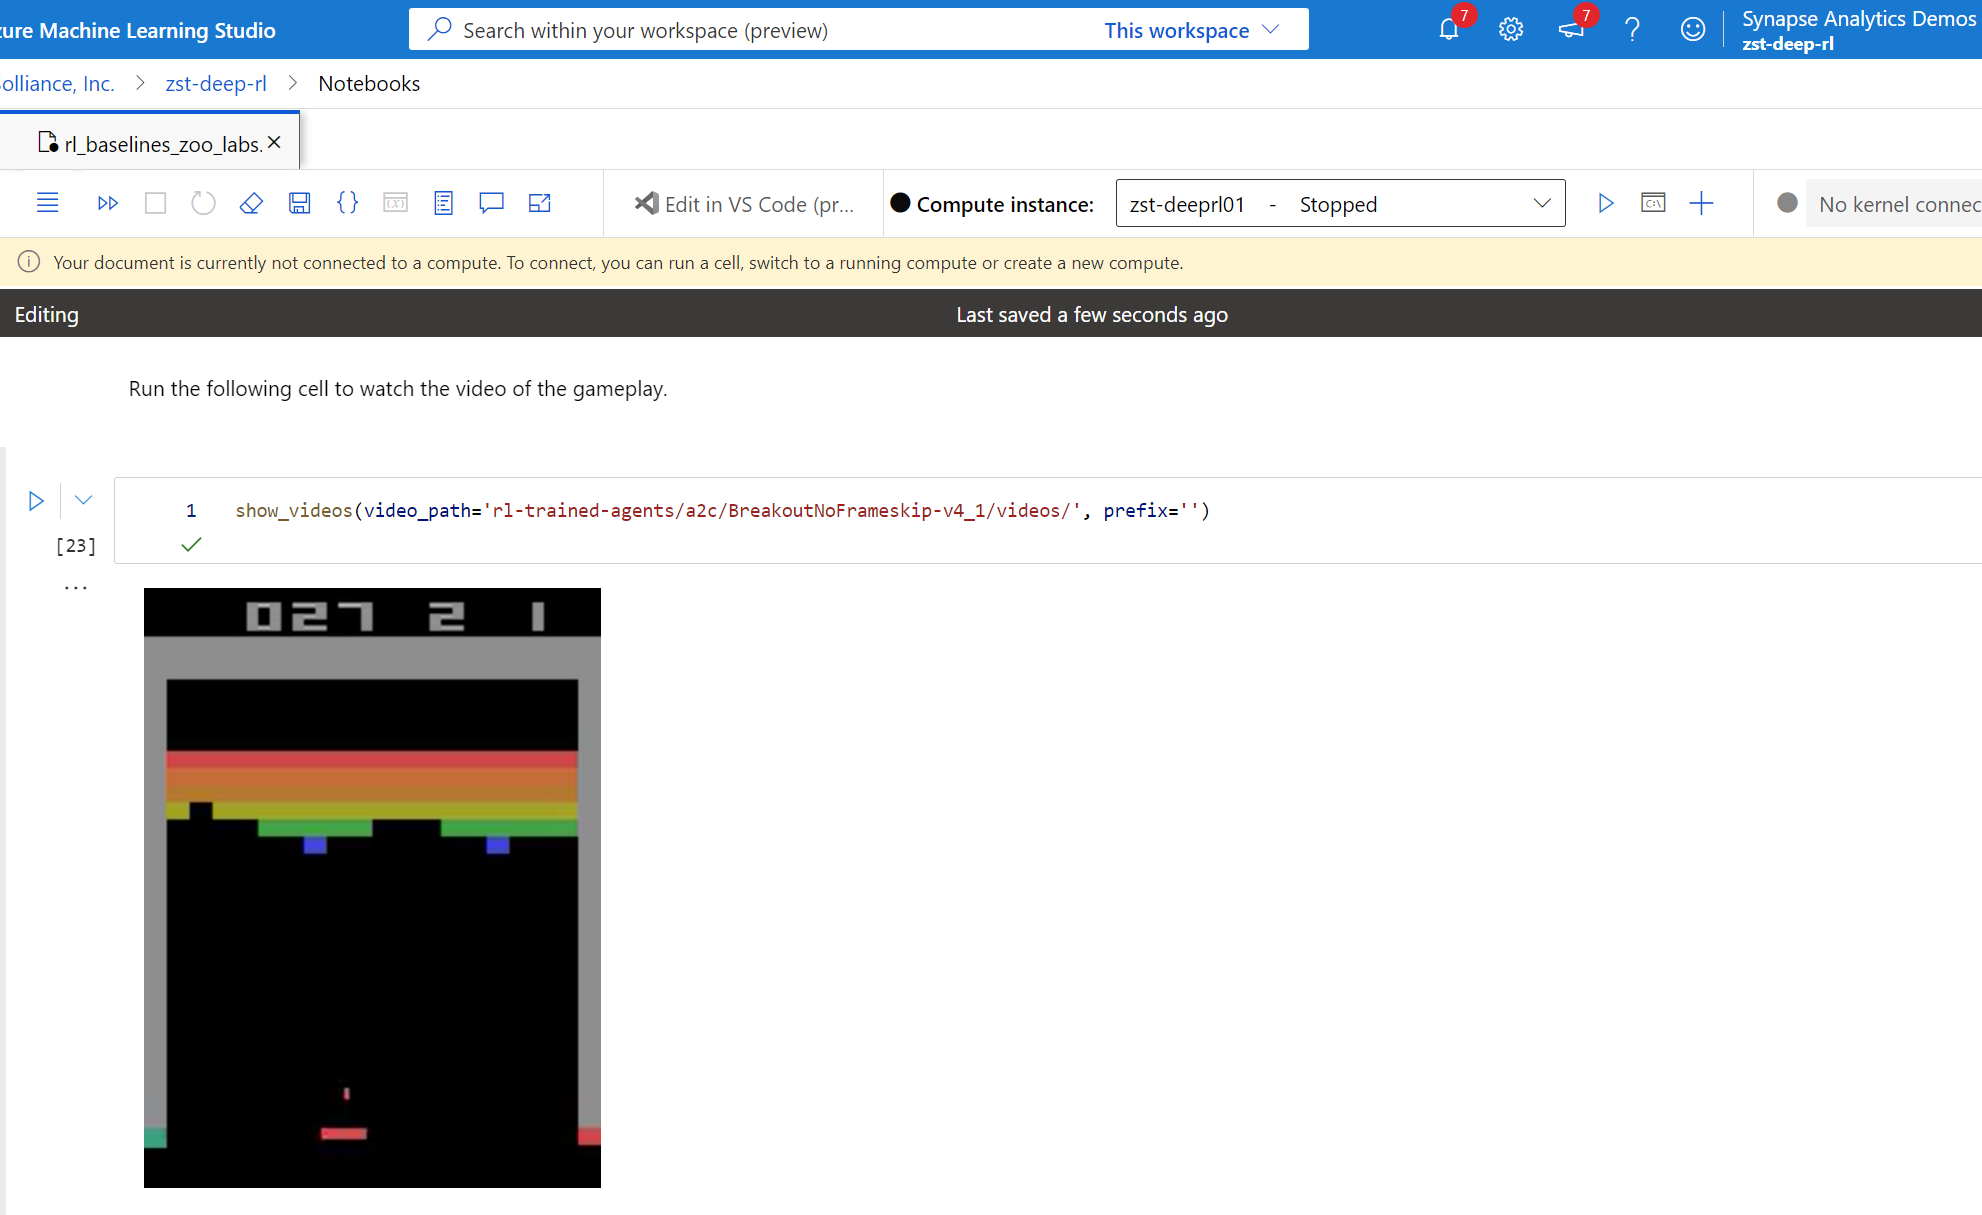 ure Machine Learning Studio
Search within your workspace (preview)
This workspace
7
7
?
Synapse Analytics Demos
zst-deep-rl
olliance, Inc. > zst-deep-rl > Notebooks
rl_baselines_zoo_labs.
Edit in VS Code (pr...
Compute instance:
zst-deeprl01 - Stopped
No kernel connec
Your document is currently not connected to a compute. To connect, you can run a cell, switch to a running compute or create a new compute.
Editing
Last saved a few seconds ago
Run the following cell to watch the video of the gameplay.
1 show_videos(video_path='rl-trained-agents/a2c/BreakoutNoFrameskip-v4_1/videos/', prefix='')
[23]
...
027 2 1